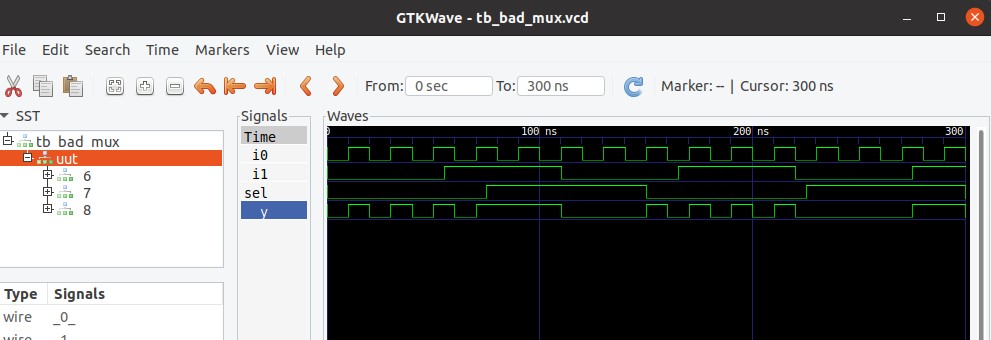 GTKWave - tb_bad_mux.vcd
File Edit Search Time Markers View Help
From: 0 sec To: 300 ns Marker: -- | Cursor: 300 ns
SST
tb_bad_mux
uut
6
7
8
Type Signals
wire _0_
wire _1_
Signals
Time
i0
i1
sel
y
Waves
0 100 ns 200 ns 300